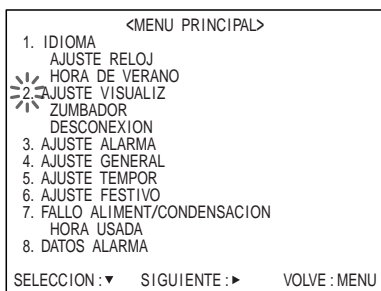 <MENU PRINCIPAL>
1. IDIOMA
AJUSTE RELOJ
HORA DE VERANO
2. AJUSTE VISUALIZ
ZUMBADOR
DESCONEXION
3. AJUSTE ALARMA
4. AJUSTE GENERAL
5. AJUSTE TEMPOR
6. AJUSTE FESTIVO
7. FALLO ALIMENT/CONDENSACION
HORA USADA
8. DATOS ALARMA
SELECCION : ▼ SIGUIENTE : ► VOLVE : MENU